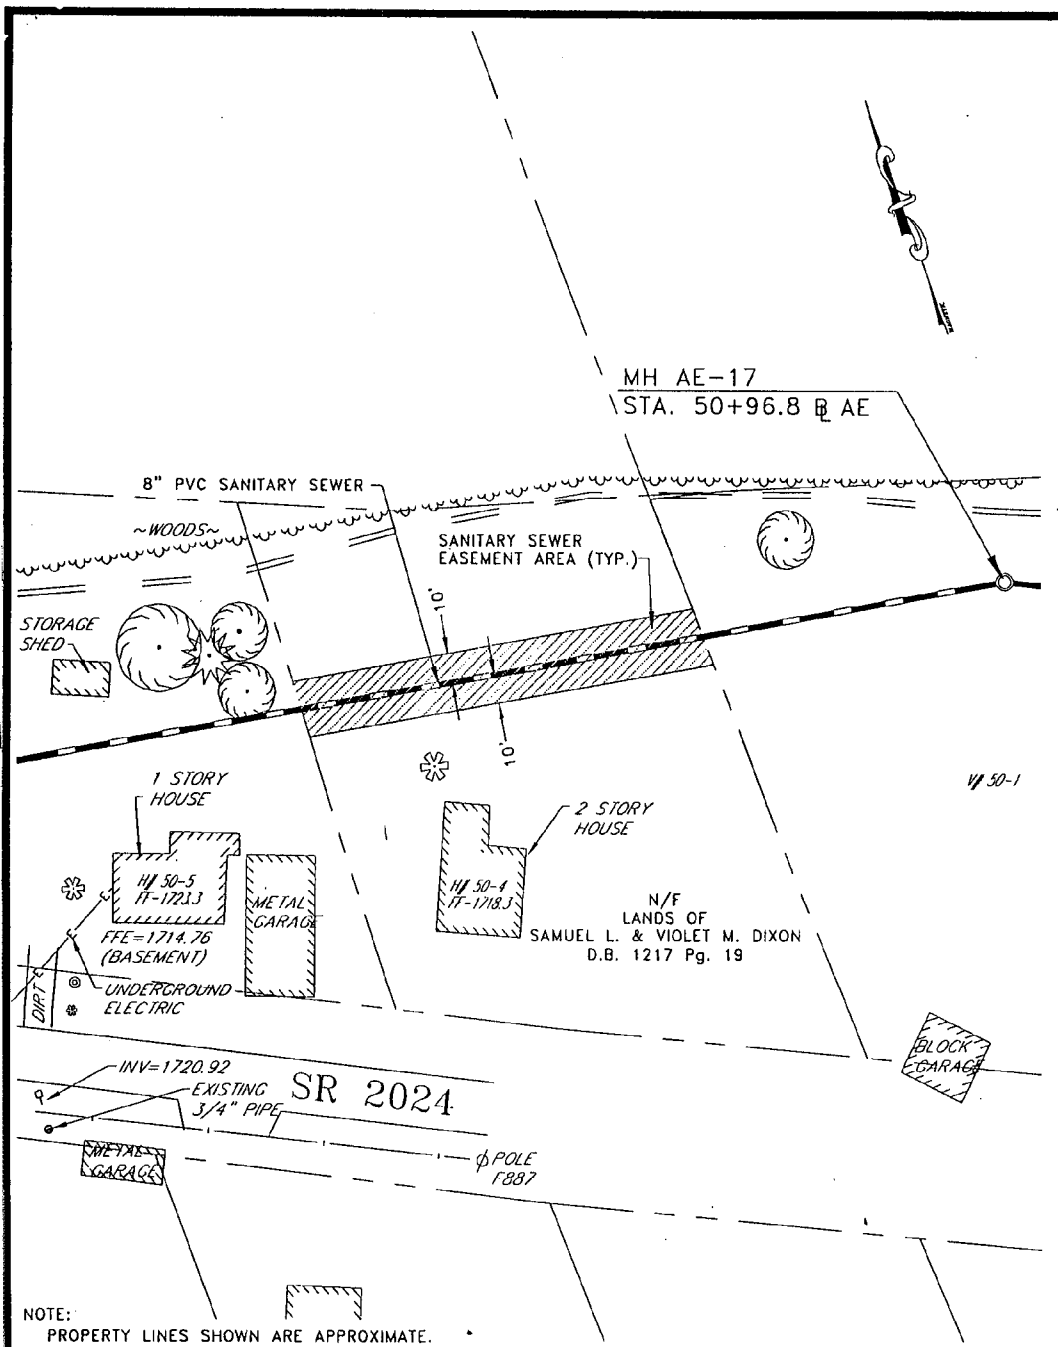 MH AE-17
STA. 50+96.8 ℄ AE
8" PVC SANITARY SEWER
~WOODS~
SANITARY SEWER
EASEMENT AREA (TYP.)
10'
STORAGE
SHED
10'
1 STORY
HOUSE
2 STORY
HOUSE
V# 50-1
H# 50-5
FF-1723.3
METAL
GARAGE
H# 50-4
FF-1718.3
N/F
LANDS OF
SAMUEL L. & VIOLET M. DIXON
D.B. 1217 Pg. 19
FFE=1714.76
(BASEMENT)
UNDERGROUND
ELECTRIC
DIRT
BLOCK
GARAGE
INV=1720.92
EXISTING
3/4" PIPE
SR 2024
METAL
GARAGE
POLE
F887
NOTE:
PROPERTY LINES SHOWN ARE APPROXIMATE.